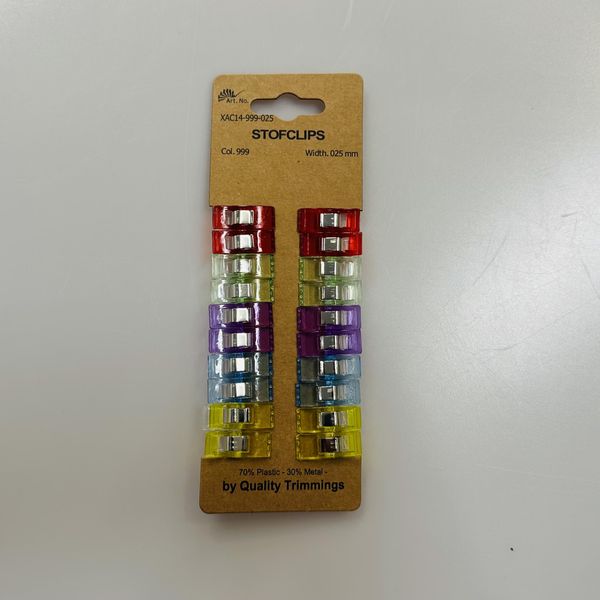 Art. No.
XAC14-999-025
STOFCLIPS
Col. 999 Width. 025 mm
70% Plastic - 30% Metal -
by Quality Trimmings